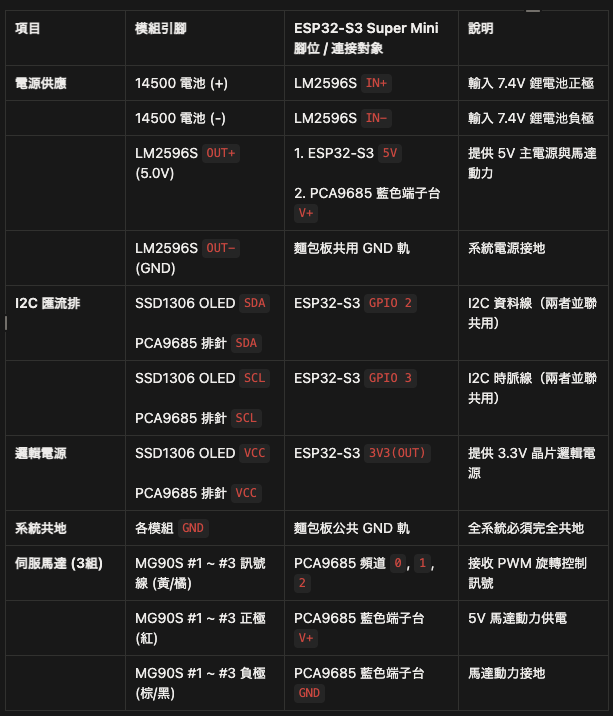 項目
模組引腳
ESP32-S3 Super Mini
腳位 / 連接對象
說明
電源供應
14500 電池 (+)
LM2596S IN+
輸入 7.4V 鋰電池正極
14500 電池 (-)
LM2596S IN−
輸入 7.4V 鋰電池負極
LM2596S OUT+
(5.0V)
1. ESP32-S3 5V
2. PCA9685 藍色端子台
V+
提供 5V 主電源與馬達
動力
LM2596S OUT−
(GND)
麵包板共用 GND 軌
系統電源接地
I2C 匯流排
SSD1306 OLED SDA
PCA9685 排針 SDA
ESP32-S3 GPIO 2
I2C 資料線（兩者並聯
共用）
SSD1306 OLED SCL
PCA9685 排針 SCL
ESP32-S3 GPIO 3
I2C 時脈線（兩者並聯
共用）
邏輯電源
SSD1306 OLED VCC
PCA9685 排針 VCC
ESP32-S3 3V3(OUT)
提供 3.3V 晶片邏輯電
源
系統共地
各模組 GND
麵包板公共 GND 軌
全系統必須完全共地
伺服馬達 (3組)
MG90S #1 ~ #3 訊號
線 (黃/橘)
PCA9685 頻道 0 , 1 ,
2
接收 PWM 旋轉控制
訊號
MG90S #1 ~ #3 正極
(紅)
PCA9685 藍色端子台
V+
5V 馬達動力供電
MG90S #1 ~ #3 負極
(棕/黑)
PCA9685 藍色端子台
GND
馬達動力接地